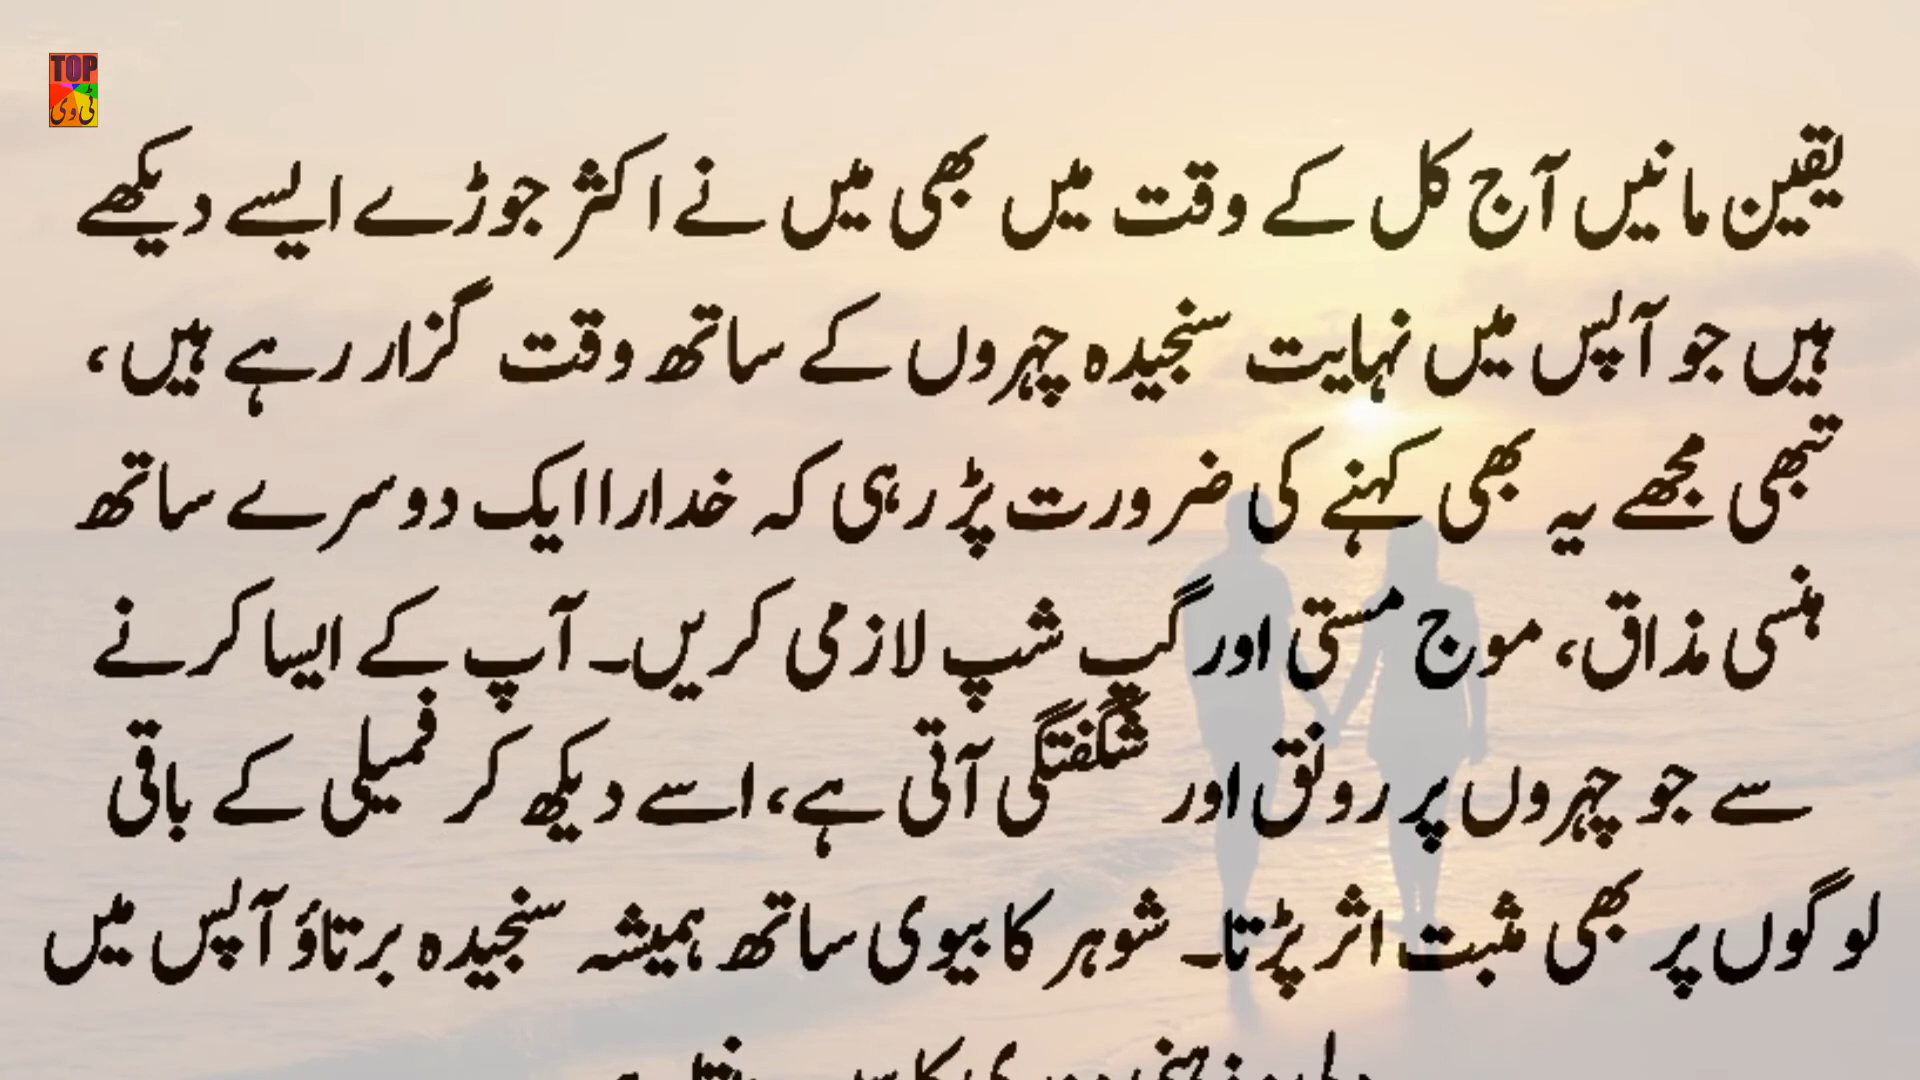 TOP
ٹی وی
یقین مانیں آج کل کے وقت میں بھی میں نے اکثر جوڑے ایسے دیکھے
ہیں جو آپس میں نہایت سنجیدہ چہروں کے ساتھ وقت گزار رہے ہیں،
تبھی مجھے یہ بھی کہنے کی ضرورت پڑ رہی کہ خدارا ایک دوسرے ساتھ
ہنسی مذاق، موج مستی اور گپ شپ لازمی کریں۔ آپ کے ایسا کرنے
سے جو چہروں پر رونق اور شگفتگی آتی ہے، اسے دیکھ کر فمیلی کے باقی
لوگوں پر بھی مثبت اثر پڑتا۔ شوہر کا بیوی ساتھ ہمیشہ سنجیدہ برتاؤ آپس میں